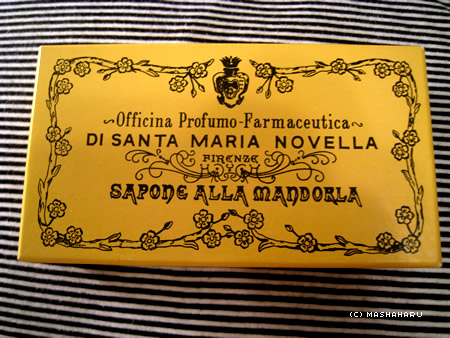 ~Officina Profumo-Farmaceutica~
DI SANTA MARIA NOVELLA
FIRENZE
SAPONE ALLA MANDORLA
(C) MASHAHARU